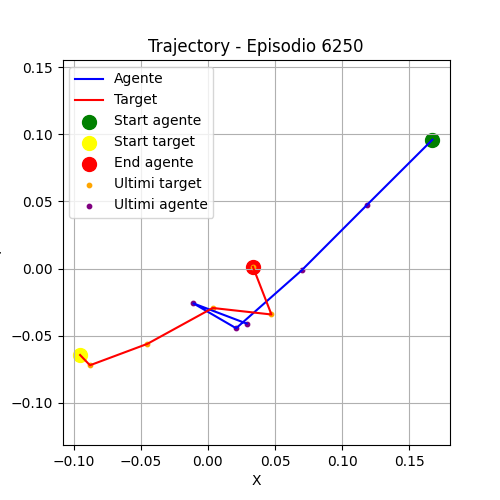 Trajectory - Episodio 6250
Agente
Target
Start agente
Start target
End agente
Ultimi target
Ultimi agente
0.15
0.10
0.05
0.00
−0.05
−0.10
−0.10
−0.05
0.00
0.05
0.10
0.15
X